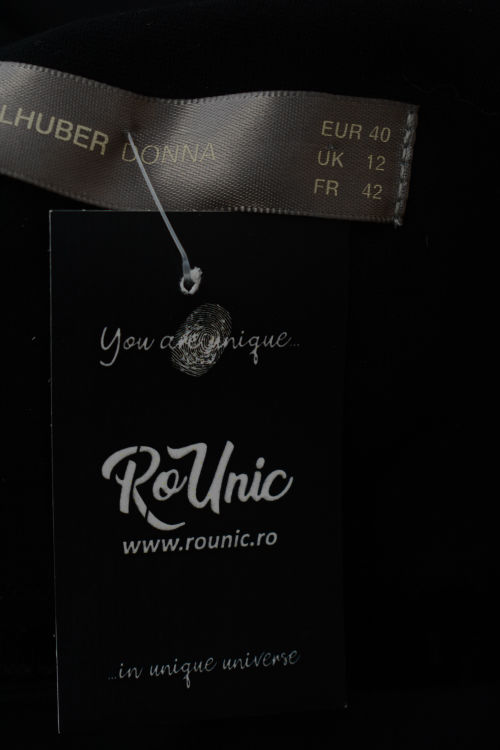 LHUBER DONNA
EUR 40
UK 12
FR 42
You are unique...
RoUnic
www.rounic.ro
...in unique universe